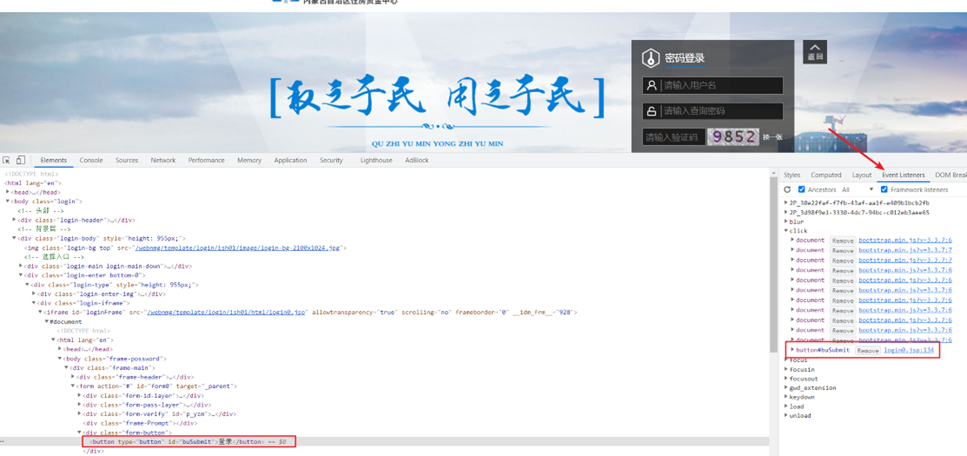 内蒙古自治区住房资金中心
密码登录
返回
请输入用户名
请输入查询密码
请输入验证码 9852 换一张
[取之于民 用之于民]
QU ZHI YU MIN YONG ZHI YU MIN
Elements Console Sources Network Performance Memory Application Security Lighthouse AdBlock
<!DOCTYPE html>
<html lang="en">
<head>…</head>
<body class="login">
<!-- 头部 -->
<div class="login-header">…</div>
<!-- 背景层 -->
<div class="login-body" style="height: 955px;">
<img class="login-bg top" src="/webnmg/template/login/ish01/image/login-bg-2100x1024.jpg">
<!-- 选择入口 -->
<div class="login-main login-main-down">…</div>
<div class="login-enter bottom-0">
<div class="login-type" style="height: 955px;">
<div class="login-enter-img">…</div>
<div class="login-iframe">
<iframe id="loginFrame" src="/webnmg/template/login/ish01/html/login0.jsp" allowtransparency="true" scrolling="no" frameborder="0" __idm_frm__="928">
#document
<!DOCTYPE html>
<html lang="en">
<head>…</head>
<body class="frame-password">
<div class="frame-main">
<div class="frame-header">…</div>
<form action="#" id="form0" target="_parent">
<div class="form-id-layer">…</div>
<div class="form-pass-layer">…</div>
<div class="form-verify" id="p_yzm">…</div>
<div class="frame-Prompt"></div>
<div class="form-button">
<button type="button" id="buSubmit">登录</button> == $0
</div>
Styles Computed Layout Event Listeners DOM Break
Ancestors All Framework listeners
blur
click
document Remove bootstrap.min.js?v=3.3.7:6
document Remove bootstrap.min.js?v=3.3.7:7
document Remove bootstrap.min.js?v=3.3.7:7
document Remove bootstrap.min.js?v=3.3.7:6
document Remove bootstrap.min.js?v=3.3.7:6
document Remove bootstrap.min.js?v=3.3.7:6
document Remove bootstrap.min.js?v=3.3.7:6
document Remove bootstrap.min.js?v=3.3.7:6
document Remove bootstrap.min.js?v=3.3.7:6
document Remove bootstrap.min.js?v=3.3.7:6
document Remove bootstrap.min.js?v=3.3.7:6
button#buSubmit Remove login0.jsp:134
focus
focusin
focusout
gwd_extension
keydown
load
unload